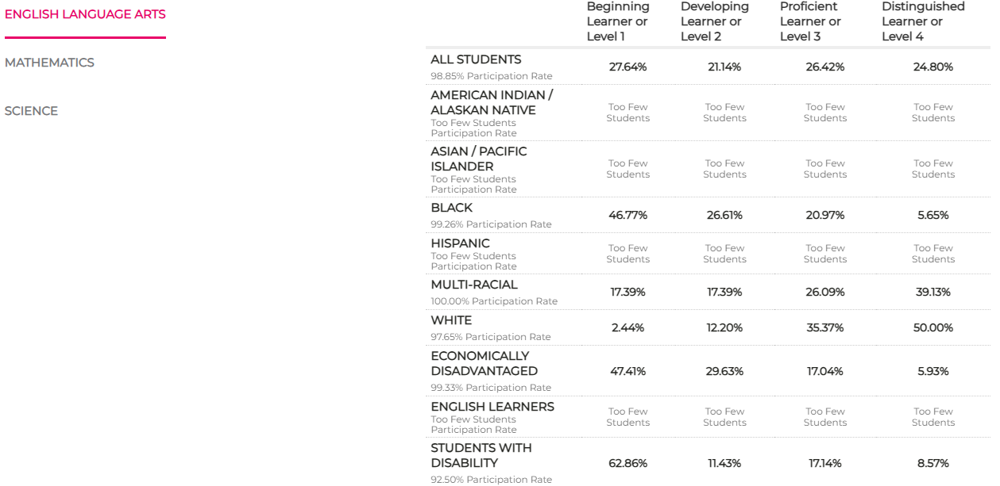 ENGLISH LANGUAGE ARTS
MATHEMATICS
SCIENCE
Beginning Learner or Level 1
Developing Learner or Level 2
Proficient Learner or Level 3
Distinguished Learner or Level 4
ALL STUDENTS
98.85% Participation Rate
27.64% 21.14% 26.42% 24.80%
AMERICAN INDIAN /
ALASKAN NATIVE
Too Few Students
Participation Rate
Too Few Students Too Few Students Too Few Students Too Few Students
ASIAN / PACIFIC
ISLANDER
Too Few Students
Participation Rate
Too Few Students Too Few Students Too Few Students Too Few Students
BLACK
99.26% Participation Rate
46.77% 26.61% 20.97% 5.65%
HISPANIC
Too Few Students
Participation Rate
Too Few Students Too Few Students Too Few Students Too Few Students
MULTI-RACIAL
100.00% Participation Rate
17.39% 17.39% 26.09% 39.13%
WHITE
97.65% Participation Rate
2.44% 12.20% 35.37% 50.00%
ECONOMICALLY
DISADVANTAGED
99.33% Participation Rate
47.41% 29.63% 17.04% 5.93%
ENGLISH LEARNERS
Too Few Students
Participation Rate
Too Few Students Too Few Students Too Few Students Too Few Students
STUDENTS WITH
DISABILITY
92.50% Participation Rate
62.86% 11.43% 17.14% 8.57%